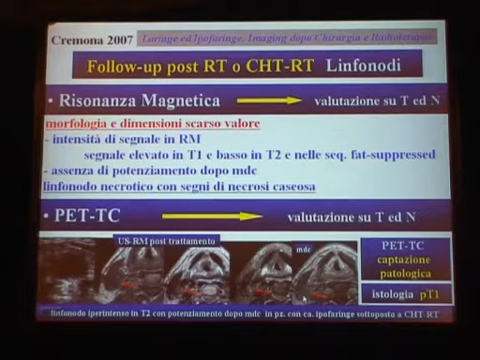 Cremona 2007
Laringe ed Ipofaringe. Imaging dopo Chirurgia e Radioterapia
Follow-up post RT o CHT-RT Linfonodi
• Risonanza Magnetica valutazione su T ed N
morfologia e dimensioni scarso valore
- intensità di segnale in RM
segnale elevato in T1 e basso in T2 e nelle seq. fat-suppressed
- assenza di potenziamento dopo mdc
linfonodo necrotico con segni di necrosi caseosa
• PET-TC valutazione su T ed N
US-RM post trattamento
mdc
PET-TC
captazione
patologica
istologia pT1
linfonodo iperintenso in T2 con potenziamento dopo mdc in pz. con ca. ipofaringe sottoposto a CHT-RT